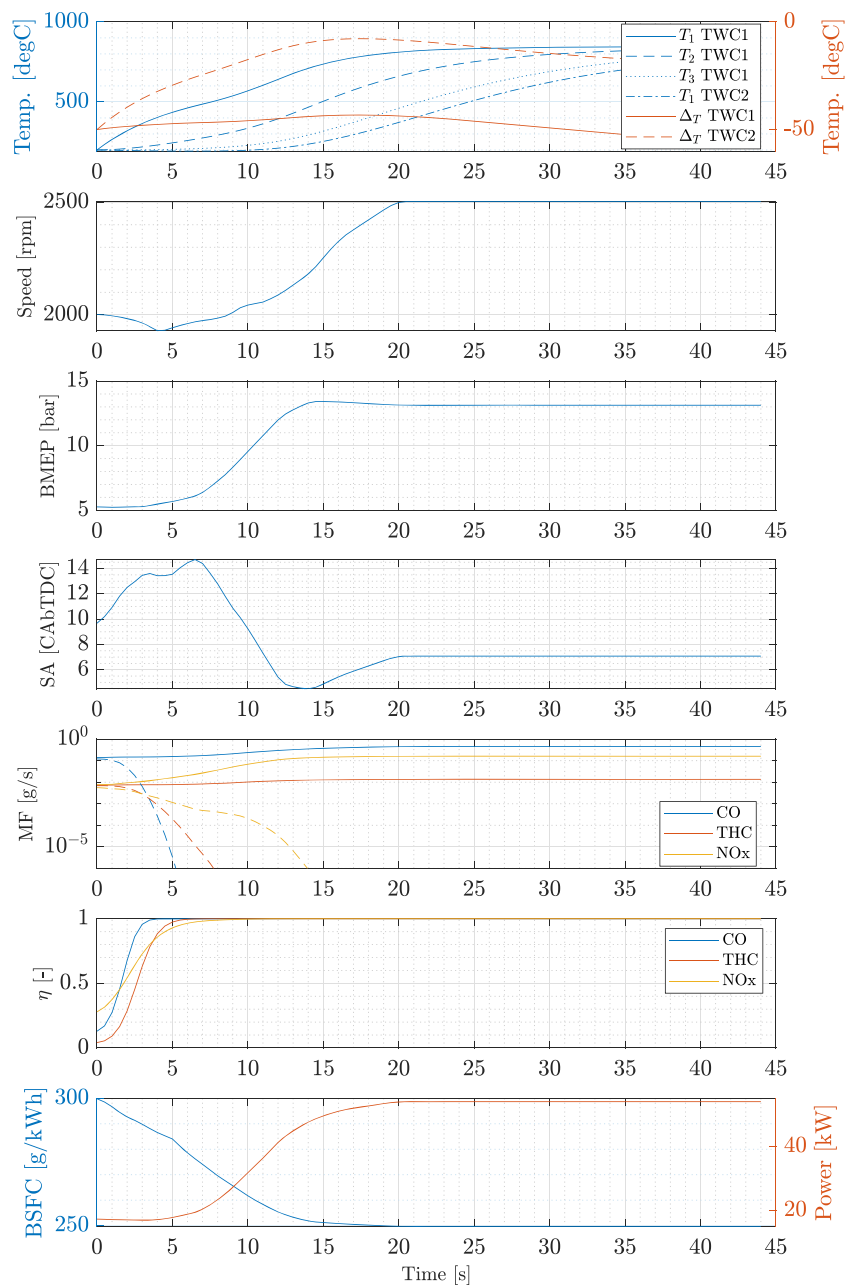 1000
500
Temp. [degC]
0
-50
Temp. [degC]
T₁ TWC1
T₂ TWC1
T₃ TWC1
T₁ TWC2
Δ_T TWC1
Δ_T TWC2
0 5 10 15 20 25 30 35 40 45
2500
2000
Speed [rpm]
0 5 10 15 20 25 30 35 40 45
15
10
5
BMEP [bar]
0 5 10 15 20 25 30 35 40 45
14
12
10
8
6
SA [CAbTDC]
0 5 10 15 20 25 30 35 40 45
10⁰
10⁻⁵
MF [g/s]
CO
THC
NOx
0 5 10 15 20 25 30 35 40 45
1
0.5
0
η [-]
CO
THC
NOx
0 5 10 15 20 25 30 35 40 45
300
250
BSFC [g/kWh]
40
20
Power [kW]
0 5 10 15 20 25 30 35 40 45
Time [s]